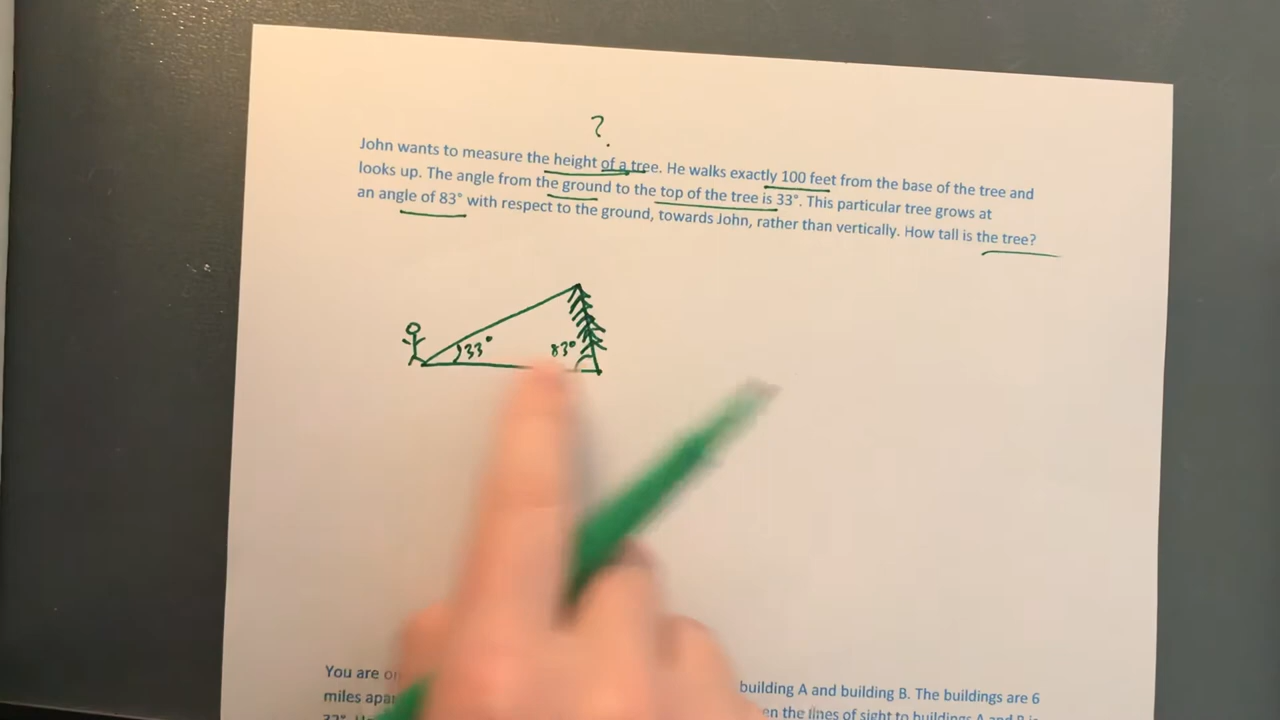 ?
John wants to measure the height of a tree. He walks exactly 100 feet from the base of the tree and
looks up. The angle from the ground to the top of the tree is 33°. This particular tree grows at
an angle of 83° with respect to the ground, towards John, rather than vertically. How tall is the tree?
33°
83°
You are
building A and building B. The buildings are 6
miles
the lines of sight to buildings A and B